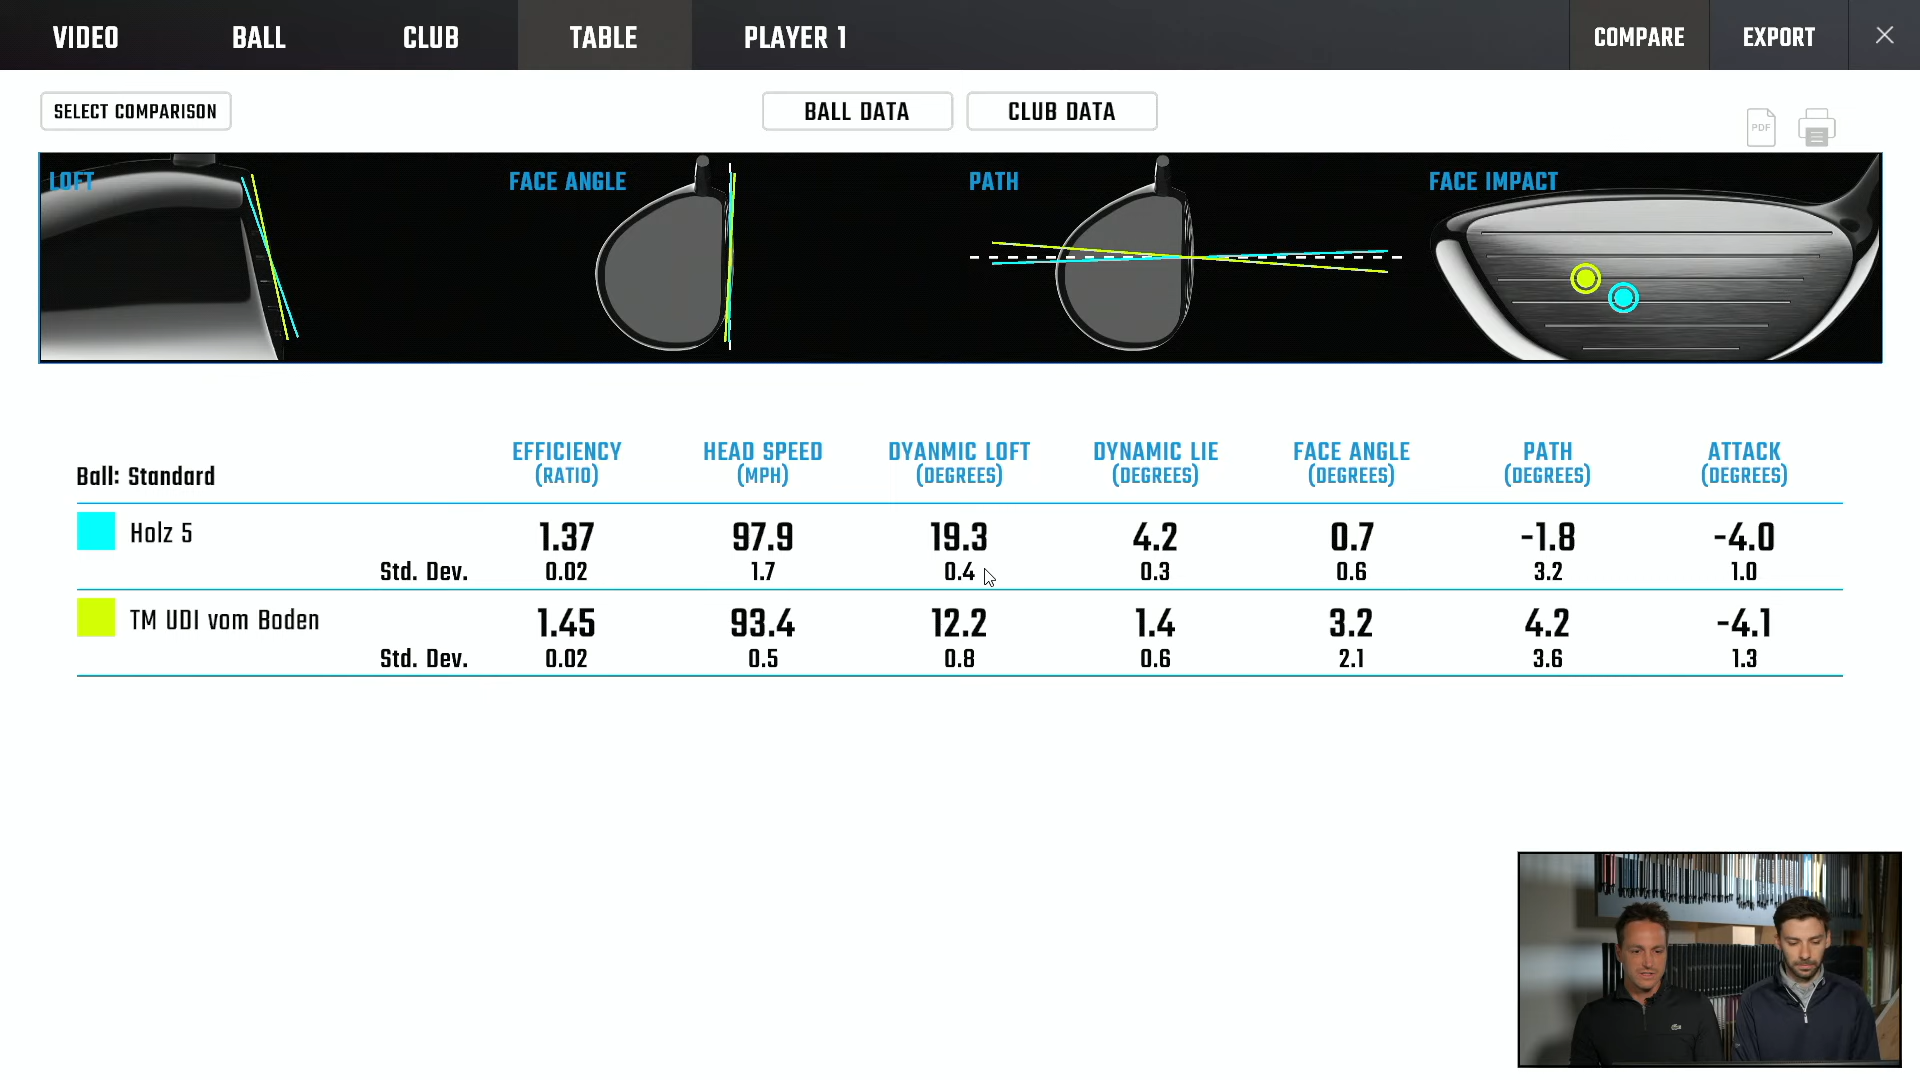 VIDEO BALL CLUB TABLE PLAYER 1 COMPARE EXPORT
SELECT COMPARISON BALL DATA CLUB DATA
PDF
LOFT FACE ANGLE PATH FACE IMPACT
EFFICIENCY HEAD SPEED DYANMIC LOFT DYNAMIC LIE FACE ANGLE PATH ATTACK
Ball: Standard (RATIO) (MPH) (DEGREES) (DEGREES) (DEGREES) (DEGREES) (DEGREES)
Holz 5 1.37 97.9 19.3 4.2 0.7 -1.8 -4.0
Std. Dev. 0.02 1.7 0.4 0.3 0.6 3.2 1.0
TM UDI vom Boden 1.45 93.4 12.2 1.4 3.2 4.2 -4.1
Std. Dev. 0.02 0.5 0.8 0.6 2.1 3.6 1.3